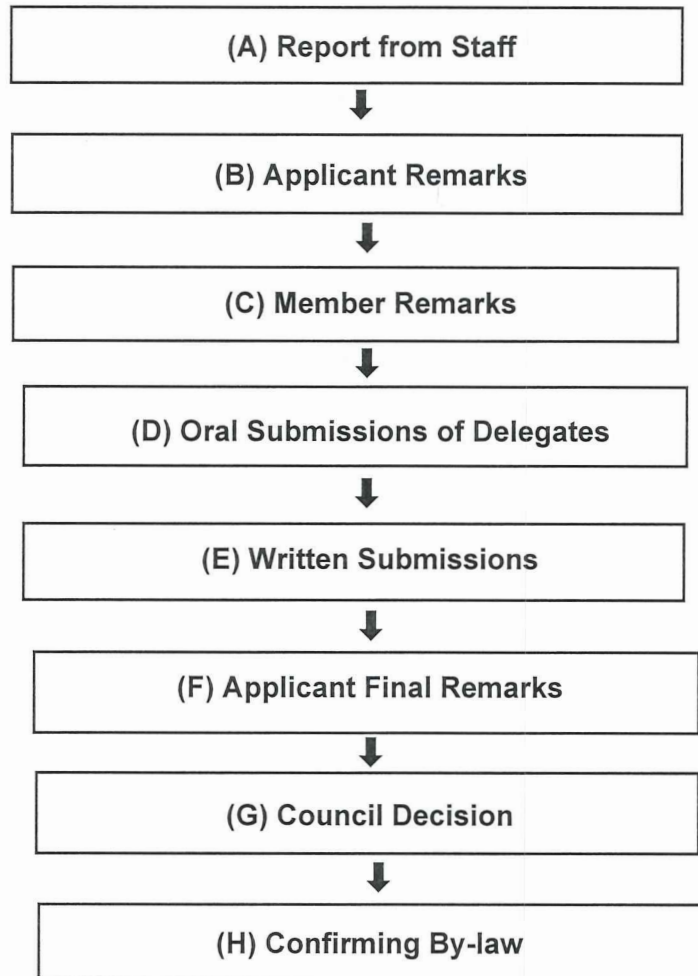 (A) Report from Staff
(B) Applicant Remarks
(C) Member Remarks
(D) Oral Submissions of Delegates
(E) Written Submissions
(F) Applicant Final Remarks
(G) Council Decision
(H) Confirming By-law